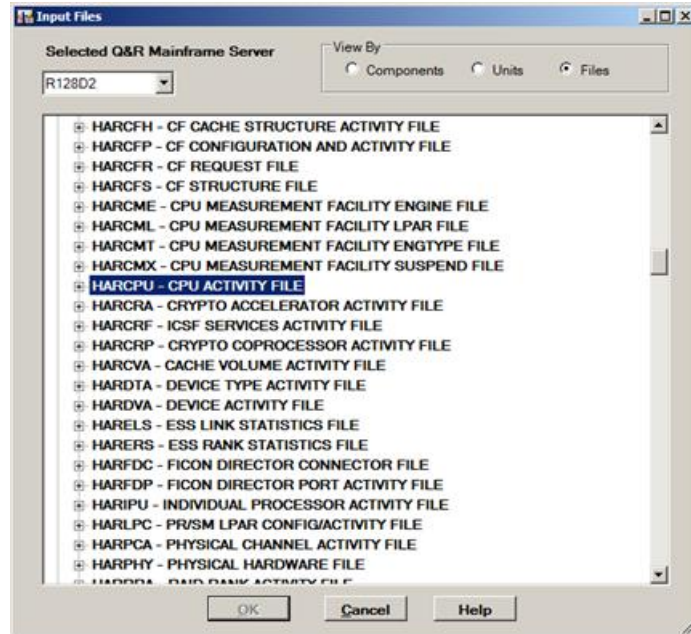 Input Files
Selected Q&R Mainframe Server
View By
Components Units Files
R128D2
HARCFH - CF CACHE STRUCTURE ACTIVITY FILE
HARCFP - CF CONFIGURATION AND ACTIVITY FILE
HARCFR - CF REQUEST FILE
HARCFS - CF STRUCTURE FILE
HARCME - CPU MEASUREMENT FACILITY ENGINE FILE
HARCML - CPU MEASUREMENT FACILITY LPAR FILE
HARCMT - CPU MEASUREMENT FACILITY ENGTYPE FILE
HARCMX - CPU MEASUREMENT FACILITY SUSPEND FILE
HARCPU - CPU ACTIVITY FILE
HARCRA - CRYPTO ACCELERATOR ACTIVITY FILE
HARCRF - ICSF SERVICES ACTIVITY FILE
HARCRP - CRYPTO COPROCESSOR ACTIVITY FILE
HARCVA - CACHE VOLUME ACTIVITY FILE
HARDTA - DEVICE TYPE ACTIVITY FILE
HARDVA - DEVICE ACTIVITY FILE
HARELS - ESS LINK STATISTICS FILE
HARERS - ESS RANK STATISTICS FILE
HARFDC - FICON DIRECTOR CONNECTOR FILE
HARFDP - FICON DIRECTOR PORT ACTIVITY FILE
HARIPU - INDIVIDUAL PROCESSOR ACTIVITY FILE
HARLPC - PR/SM LPAR CONFIG/ACTIVITY FILE
HARPCA - PHYSICAL CHANNEL ACTIVITY FILE
HARPHY - PHYSICAL HARDWARE FILE
RAID RANK ACTIVITY FILE
OK Cancel Help